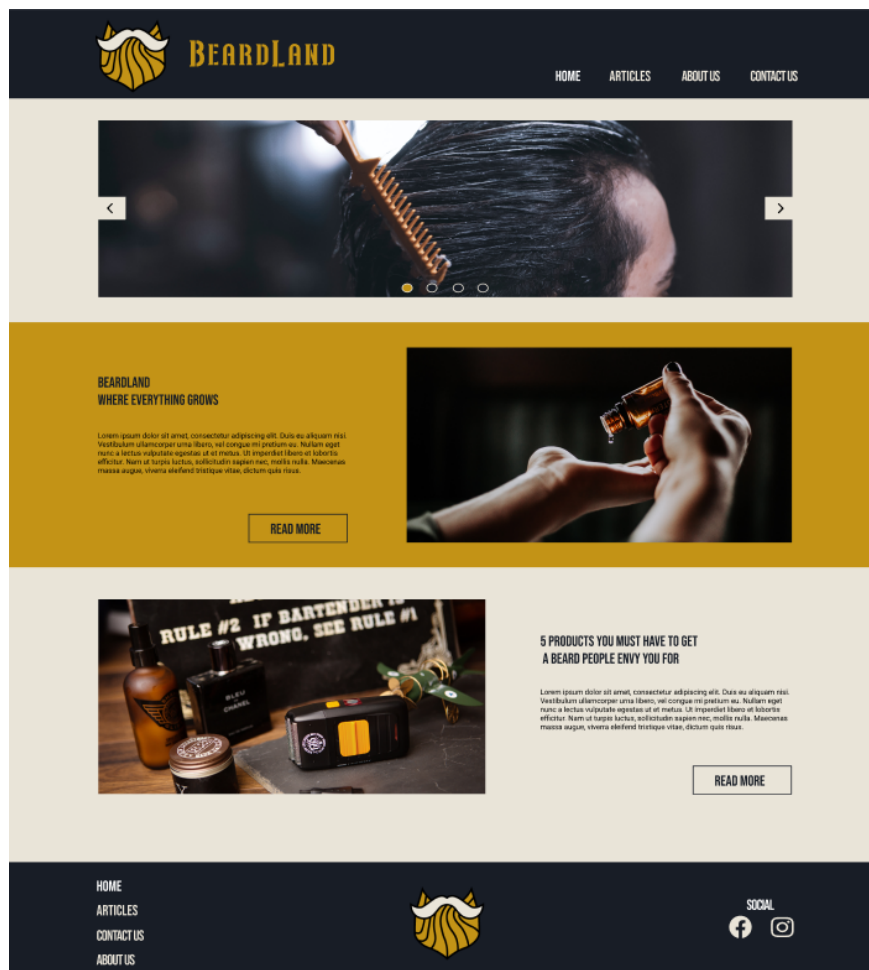 BEARDLAND
HOME ARTICLES ABOUT US CONTACT US
BEARDLAND
WHERE EVERYTHING GROWS
Lorem ipsum dolor sit amet, consectetur adipiscing elit. Duis eu aliquam nisi.
Vestibulum ullamcorper urna libero, vel congue mi pretium eu. Nullam eget
nunc a lectus vulputate egestas ut et metus. Ut imperdiet libero et lobortis
efficitur. Nam ut turpis luctus, sollicitudin sapien nec, mollis nulla. Maecenas
massa augue, viverra eleifend tristique vitae, dictum quis risus.
READ MORE
RULE #2 IF BARTENDER IS
WRONG, SEE RULE #1
BLEU
DE
CHANEL
5 PRODUCTS YOU MUST HAVE TO GET
A BEARD PEOPLE ENVY YOU FOR
Lorem ipsum dolor sit amet, consectetur adipiscing elit. Duis eu aliquam nisi.
Vestibulum ullamcorper urna libero, vel congue mi pretium eu. Nullam eget
nunc a lectus vulputate egestas ut et metus. Ut imperdiet libero et lobortis
efficitur. Nam ut turpis luctus, sollicitudin sapien nec, mollis nulla. Maecenas
massa augue, viverra eleifend tristique vitae, dictum quis risus.
READ MORE
HOME
ARTICLES
CONTACT US
ABOUT US
SOCIAL